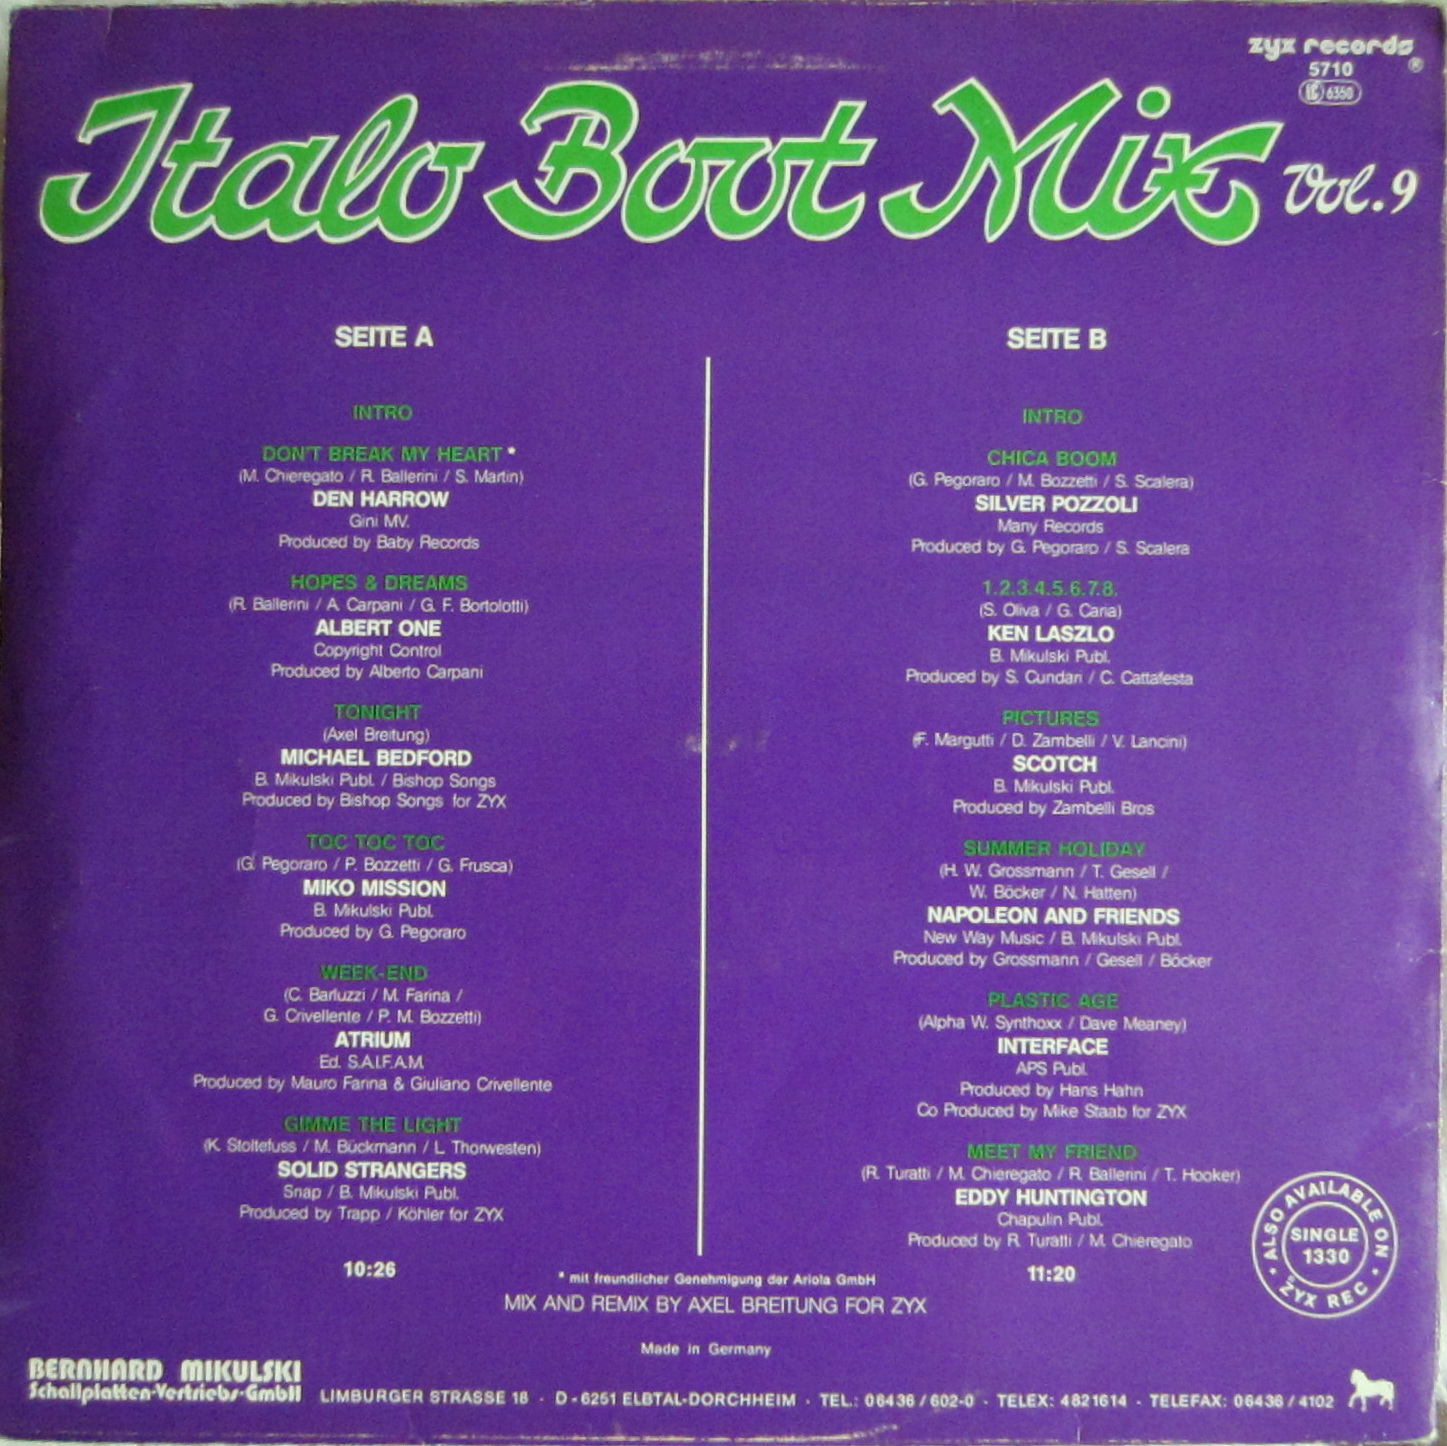 zyx records
®
5710
LC 6350
Italo Boot Mix Vol. 9
SEITE A
INTRO
DON'T BREAK MY HEART *
(M. Chieregato / R. Ballerini / S. Martin)
DEN HARROW
Gini MV.
Produced by Baby Records
HOPES & DREAMS
(R. Ballerini / A. Carpani / G. F. Bortolotti)
ALBERT ONE
Copyright Control
Produced by Alberto Carpani
TONIGHT
(Axel Breitung)
MICHAEL BEDFORD
B. Mikulski Publ. / Bishop Songs
Produced by Bishop Songs for ZYX
TOC TOC TOC
(G. Pegoraro / P. Bozzetti / G. Frusca)
MIKO MISSION
B. Mikulski Publ.
Produced by G. Pegoraro
WEEK-END
(C. Barluzzi / M. Farina /
G. Crivellente / P. M. Bozzetti)
ATRIUM
Ed. S.A.I.F.A.M.
Produced by Mauro Farina & Giuliano Crivellente
GIMME THE LIGHT
(K. Stoltefuss / M. Bückmann / L. Thorwesten)
SOLID STRANGERS
Snap / B. Mikulski Publ.
Produced by Trapp / Köhler for ZYX
10:26
SEITE B
INTRO
CHICA BOOM
(G. Pegoraro / M. Bozzetti / S. Scalera)
SILVER POZZOLI
Many Records
Produced by G. Pegoraro / S. Scalera
1.2.3.4.5.6.7.8.
(S. Oliva / G. Caria)
KEN LASZLO
B. Mikulski Publ.
Produced by S. Cundari / C. Cattafesta
PICTURES
(F. Margutti / D. Zambelli / V. Lancini)
SCOTCH
B. Mikulski Publ.
Produced by Zambelli Bros
SUMMER HOLIDAY
(H. W. Grossmann / T. Gesell /
W. Böcker / N. Hatten)
NAPOLEON AND FRIENDS
New Way Music / B. Mikulski Publ.
Produced by Grossmann / Gesell / Böcker
PLASTIC AGE
(Alpha W. Synthoxx / Dave Meaney)
INTERFACE
APS Publ.
Produced by Hans Hahn
Co Produced by Mike Staab for ZYX
MEET MY FRIEND
(R. Turatti / M. Chieregato / R. Ballerini / T. Hooker)
EDDY HUNTINGTON
Chapulin Publ.
Produced by R. Turatti / M. Chieregato
11:20
ALSO AVAILABLE ON
SINGLE
1330
ZYX REC
* mit freundlicher Genehmigung der Ariola GmbH
MIX AND REMIX BY AXEL BREITUNG FOR ZYX
Made in Germany
BERNHARD MIKULSKI
Schallplatten-Vertriebs-GmbH
LIMBURGER STRASSE 18 · D-6251 ELBTAL-DORCHHEIM · TEL.: 06436/602-0 · TELEX: 4821614 · TELEFAX: 06436/4102